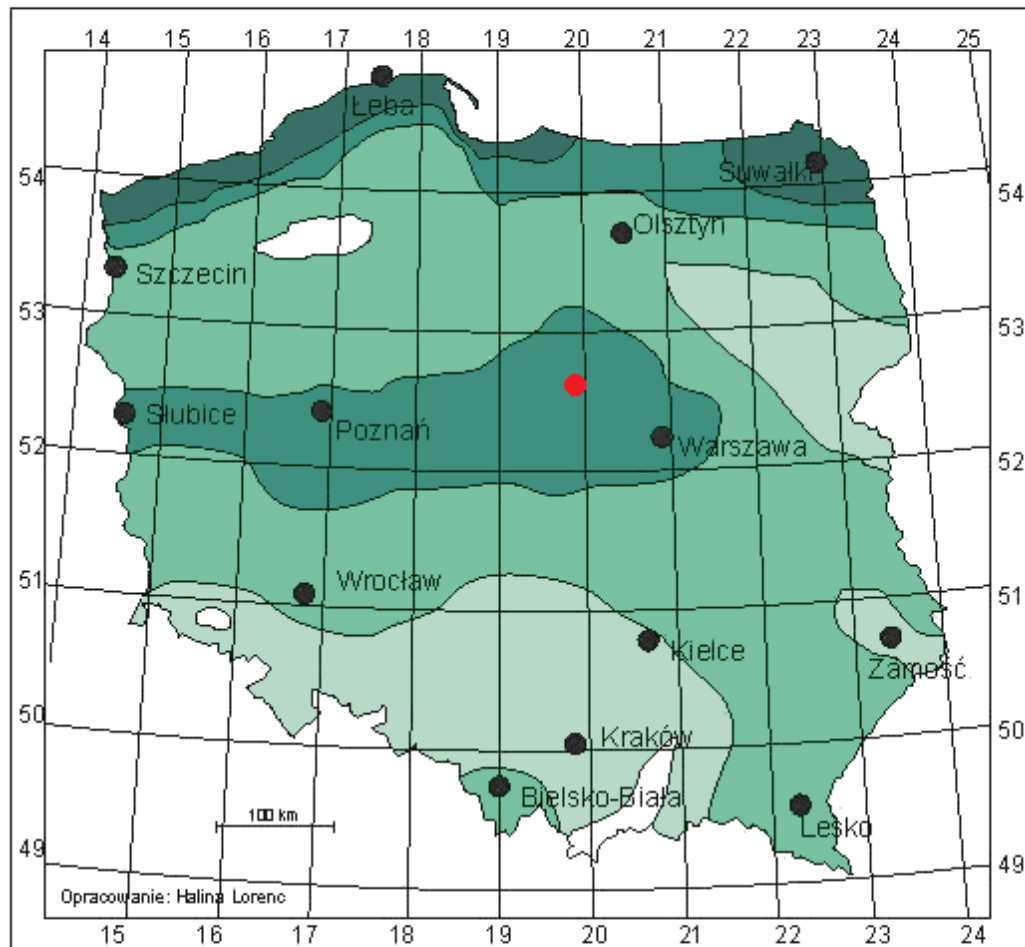 14 15 16 17 18 19 20 21 22 23 24 25
Łeba
54 Suwałki 54
Olsztyn
Szczecin
53 53
Słubice Poznań Warszawa
52 52
Wrocław
51 51
Kielce Zamość
50 Kraków 50
Bielsko-Biała
Lesko
100 km
49 49
Opracowanie: Halina Lorenc
15 16 17 18 19 20 21 22 23 24